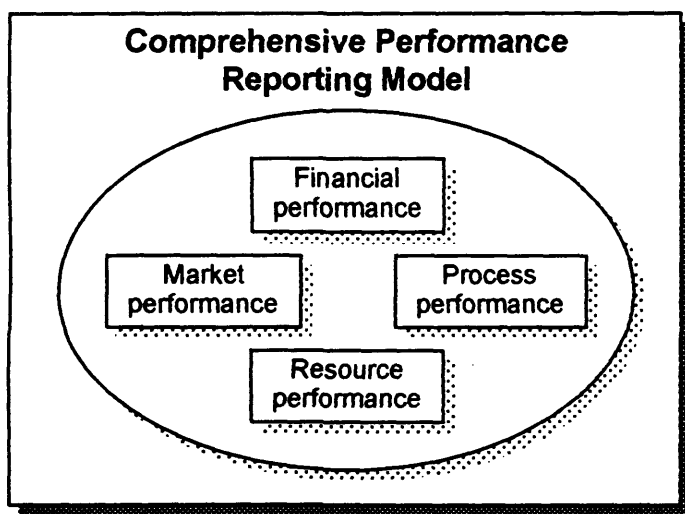 Comprehensive Performance
Reporting Model
Financial
performance
Market
performance
Process
performance
Resource
performance